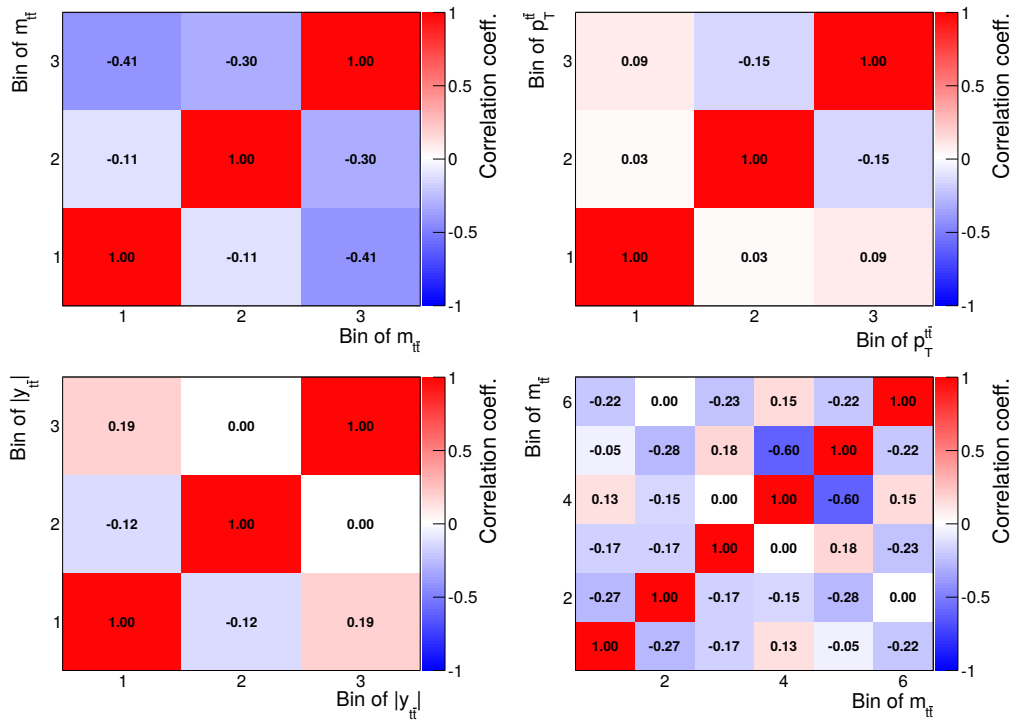 Bin of m_tt̄
3 -0.41 -0.30 1.00
2 -0.11 1.00 -0.30
1 1.00 -0.11 -0.41
1 2 3
Bin of m_tt̄
1
0.5
0
-0.5
-1
Correlation coeff.
Bin of p_T^tt̄
3 0.09 -0.15 1.00
2 0.03 1.00 -0.15
1 1.00 0.03 0.09
1 2 3
Bin of p_T^tt̄
1
0.5
0
-0.5
-1
Correlation coeff.
Bin of |y_tt̄|
3 0.19 0.00 1.00
2 -0.12 1.00 0.00
1 1.00 -0.12 0.19
1 2 3
Bin of |y_tt̄|
1
0.5
0
-0.5
-1
Correlation coeff.
Bin of m_tt̄
6 -0.22 0.00 -0.23 0.15 -0.22 1.00
-0.05 -0.28 0.18 -0.60 1.00 -0.22
4 0.13 -0.15 0.00 1.00 -0.60 0.15
-0.17 -0.17 1.00 0.00 0.18 -0.23
2 -0.27 1.00 -0.17 -0.15 -0.28 0.00
1.00 -0.27 -0.17 0.13 -0.05 -0.22
2 4 6
Bin of m_tt̄
1
0.5
0
-0.5
-1
Correlation coeff.